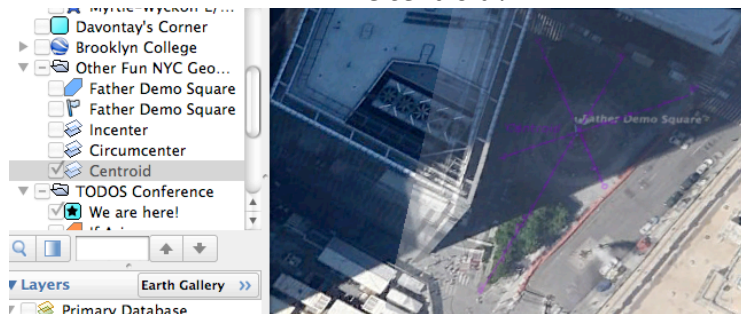 Davontay's Corner
Brooklyn College
Other Fun NYC Geo...
Father Demo Square
Father Demo Square
Incenter
Circumcenter
Centroid
TODOS Conference
We are here!
Layers
Earth Gallery >>
Primary Database
Father Demo Square